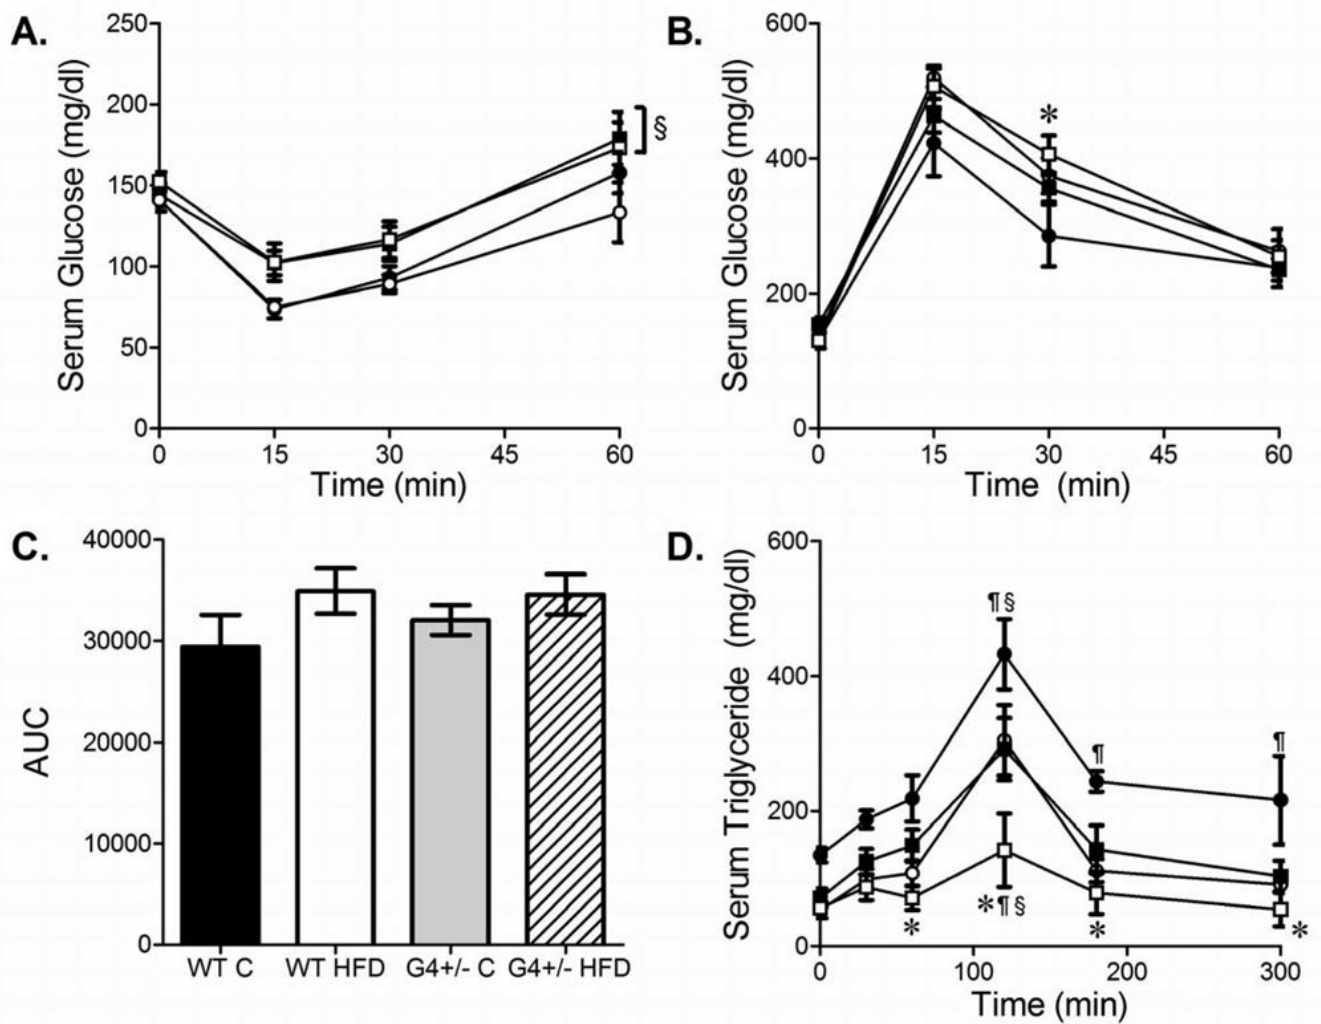 A.
Serum Glucose (mg/dl)
250
200
150
100
50
0
§
0 15 30 45 60
Time (min)
B.
Serum Glucose (mg/dl)
600
400
200
0
*
0 15 30 45 60
Time (min)
C.
AUC
40000
30000
20000
10000
0
WT C WT HFD G4+/- C G4+/- HFD
D.
Serum Triglyceride (mg/dl)
600
400
200
0
¶§
¶ ¶
*¶§
* * *
0 100 200 300
Time (min)